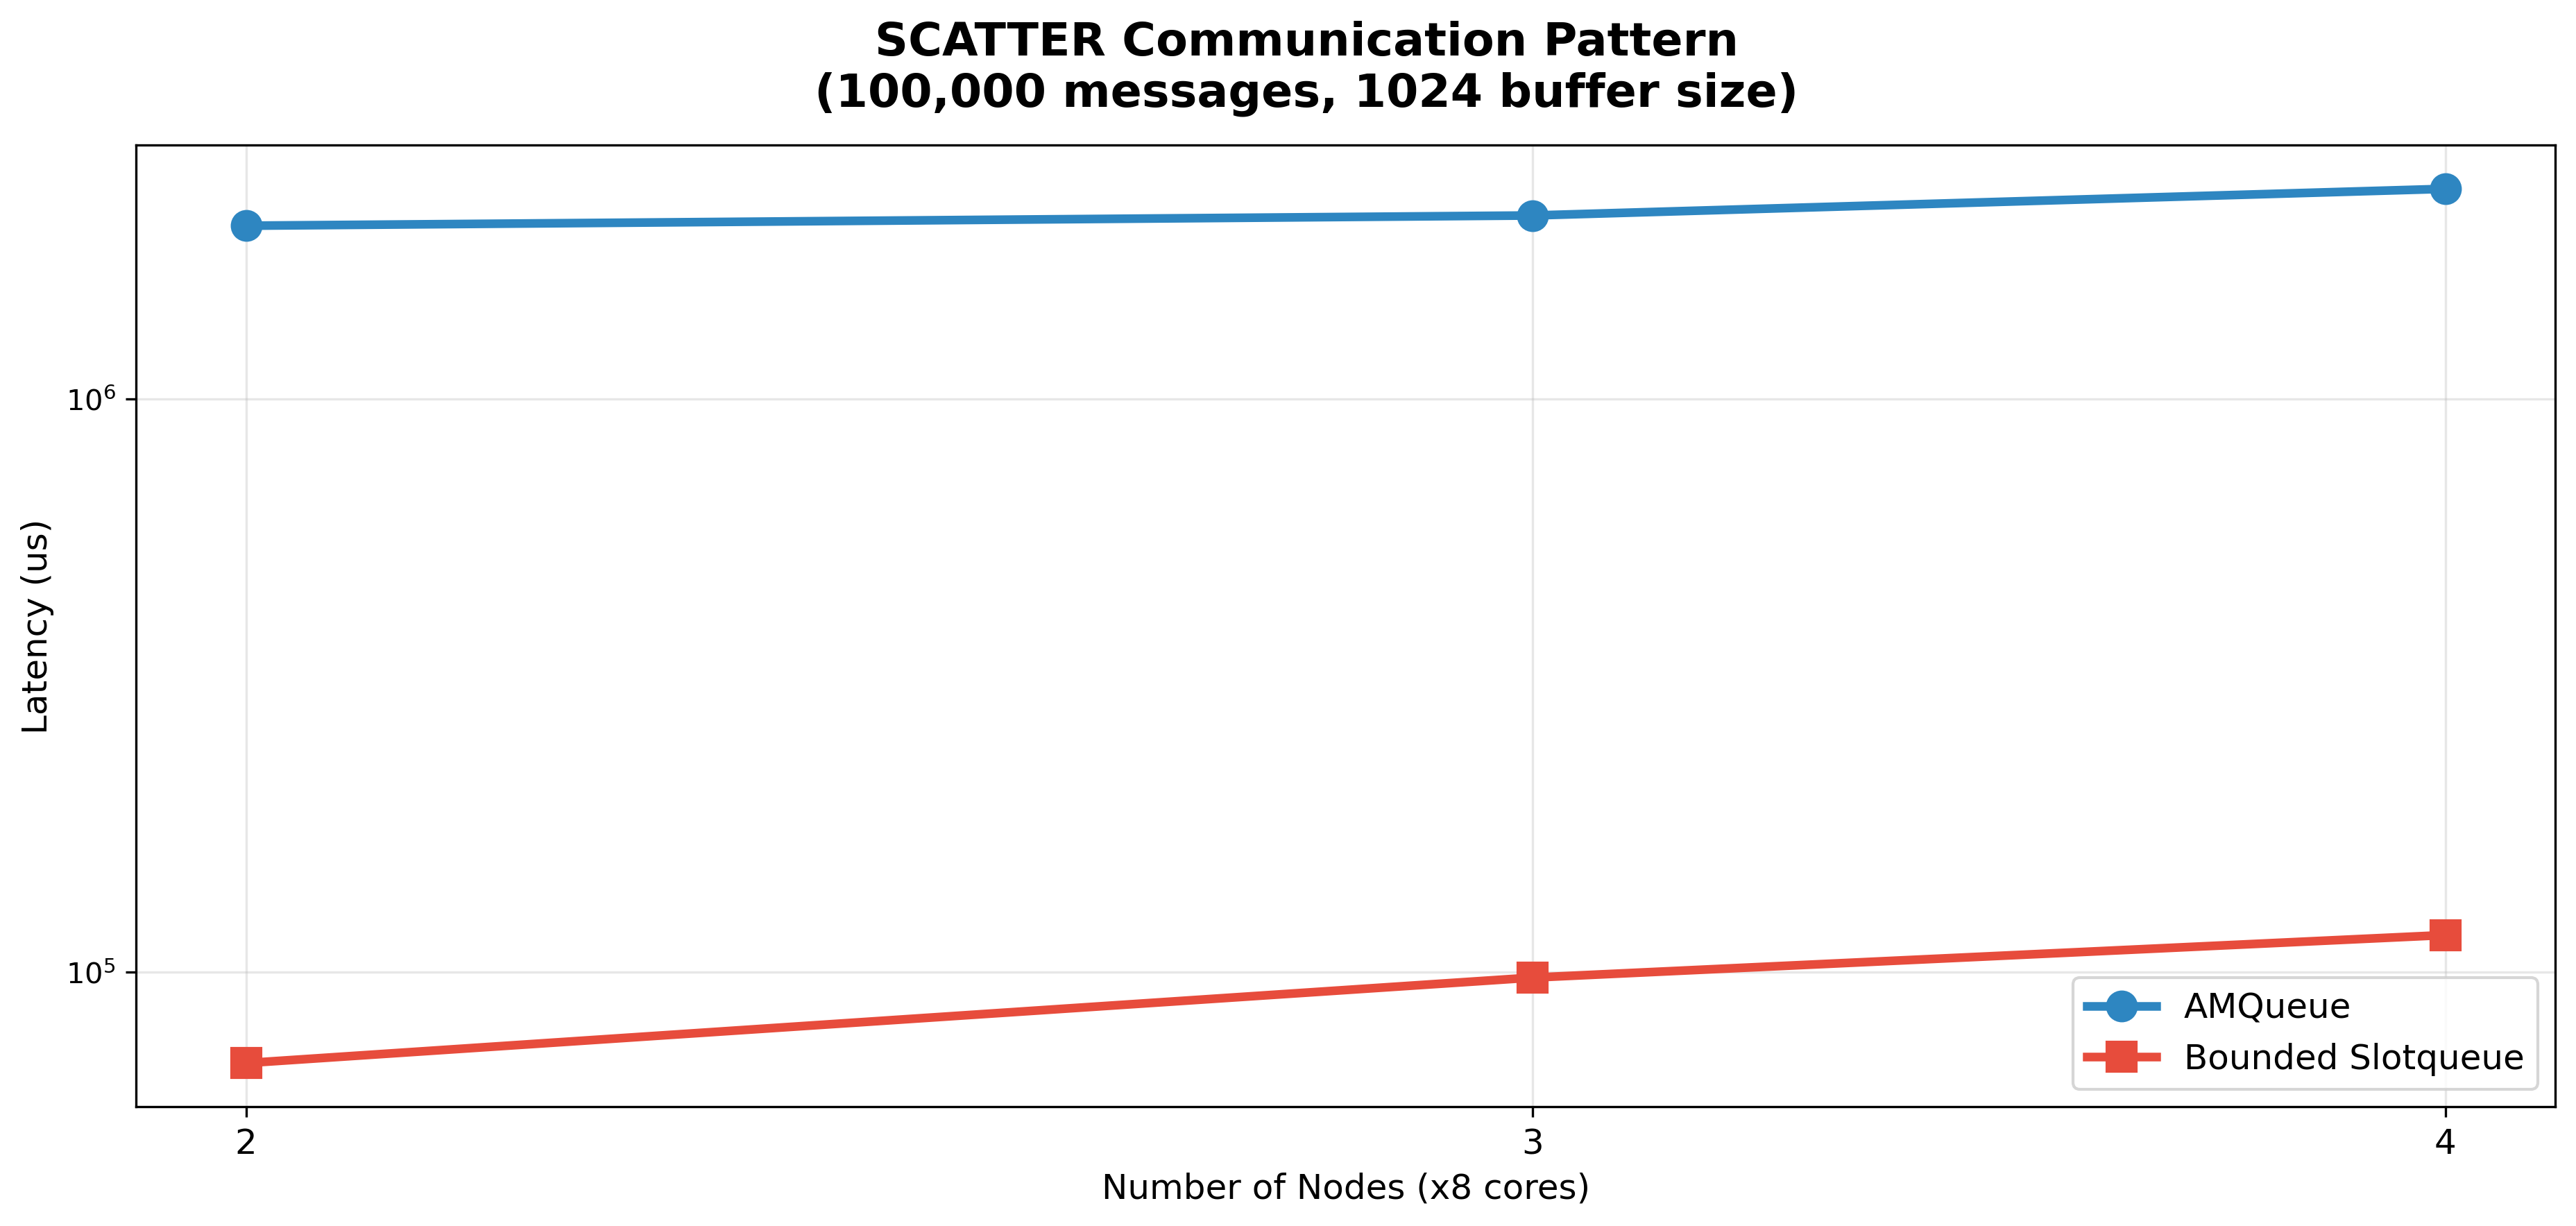 SCATTER Communication Pattern
(100,000 messages, 1024 buffer size)
Latency (us)
10⁶
10⁵
2
3
4
Number of Nodes (x8 cores)
AMQueue
Bounded Slotqueue